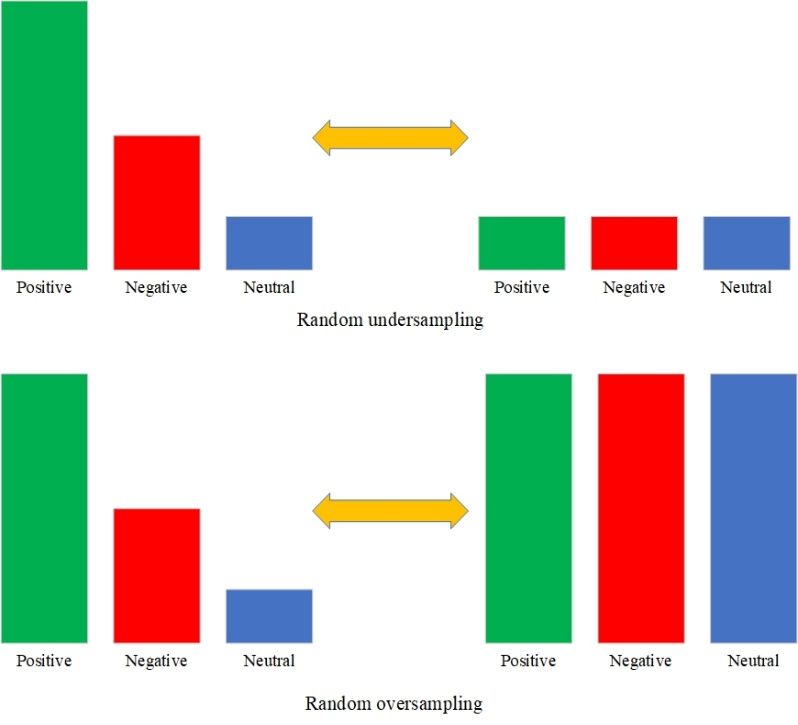 Positive Negative Neutral Positive Negative Neutral
Random undersampling
Positive Negative Neutral Positive Negative Neutral
Random oversampling